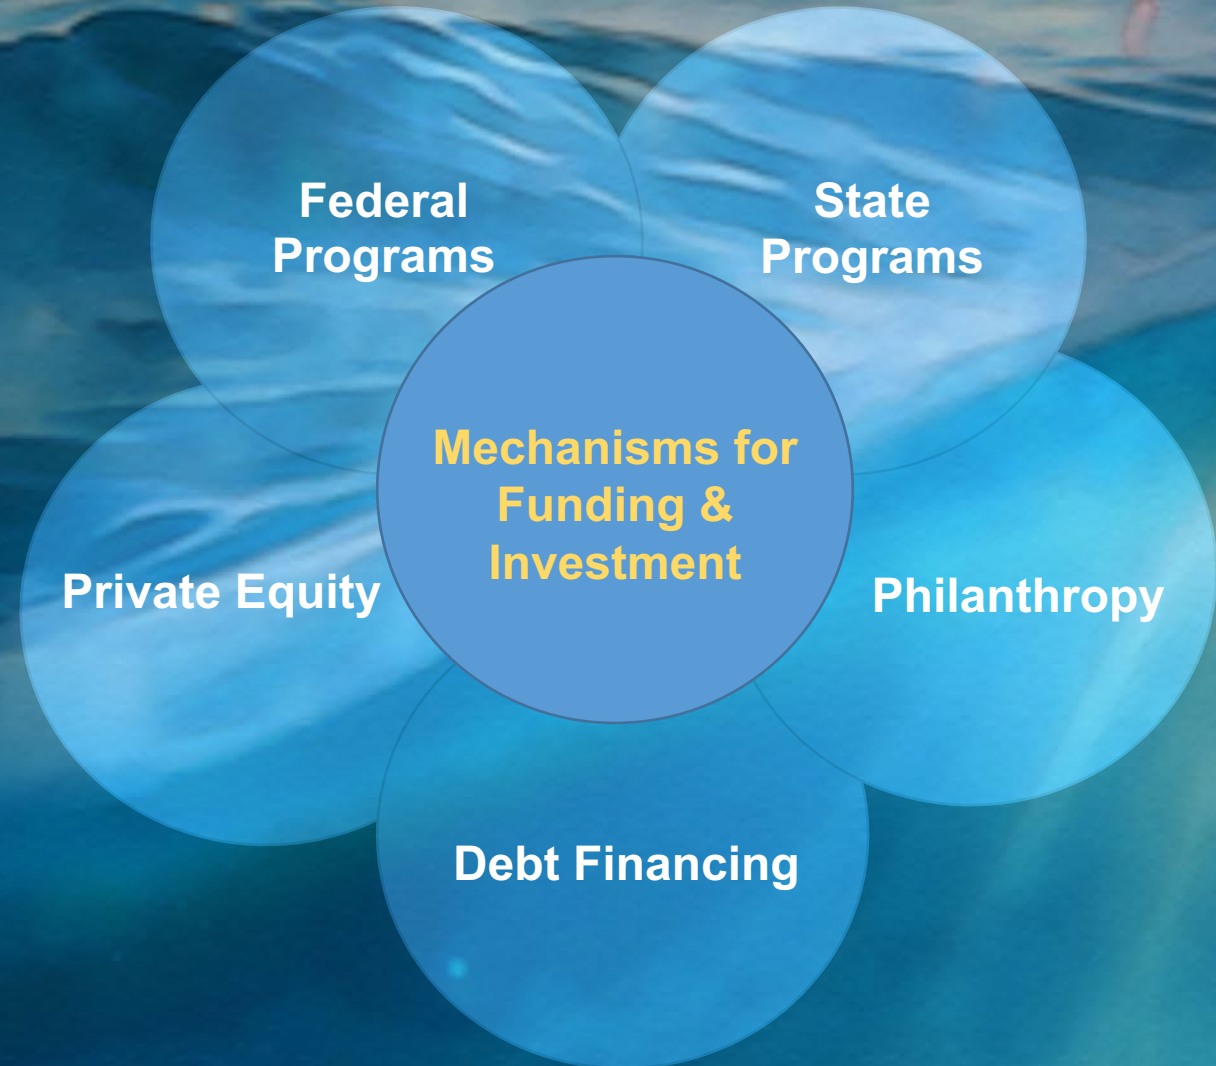 Federal
Programs
State
Programs
Mechanisms for
Funding &
Investment
Private Equity
Philanthropy
Debt Financing